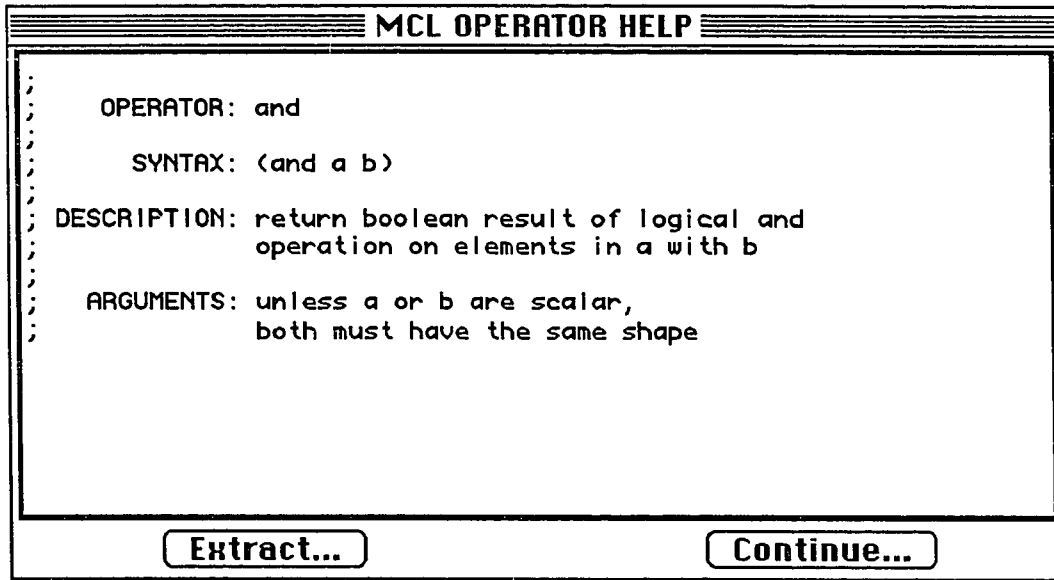 MCL OPERATOR HELP
;
; OPERATOR: and
;
; SYNTAX: (and a b)
;
; DESCRIPTION: return boolean result of logical and
; operation on elements in a with b
;
; ARGUMENTS: unless a or b are scalar,
; both must have the same shape
Extract...
Continue...